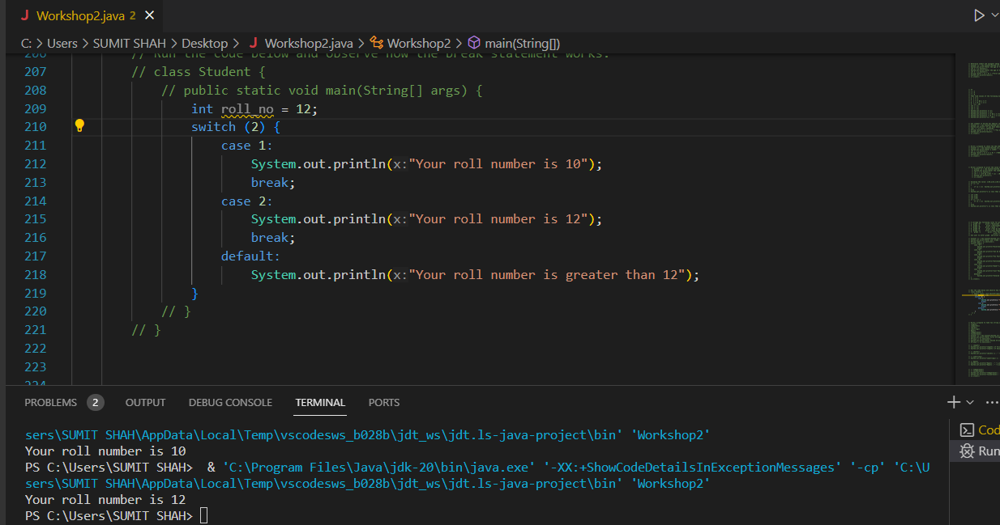 Workshop2.java 2
C: > Users > SUMIT SHAH > Desktop > Workshop2.java > Workshop2 > main(String[])
206 // Run the code below and observe how the break statement works.
207 // class Student {
208 // public static void main(String[] args) {
209 int roll_no = 12;
210 switch (2) {
211 case 1:
212 System.out.println(x:"Your roll number is 10");
213 break;
214 case 2:
215 System.out.println(x:"Your roll number is 12");
216 break;
217 default:
218 System.out.println(x:"Your roll number is greater than 12");
219 }
220 // }
221 // }
222
223
224
PROBLEMS 2 OUTPUT DEBUG CONSOLE TERMINAL PORTS
sers\SUMIT SHAH\AppData\Local\Temp\vscodesws_b028b\jdt_ws\jdt.ls-java-project\bin' 'Workshop2'
Your roll number is 10
PS C:\Users\SUMIT SHAH> & 'C:\Program Files\Java\jdk-20\bin\java.exe' '-XX:+ShowCodeDetailsInExceptionMessages' '-cp' 'C:\U
sers\SUMIT SHAH\AppData\Local\Temp\vscodesws_b028b\jdt_ws\jdt.ls-java-project\bin' 'Workshop2'
Your roll number is 12
PS C:\Users\SUMIT SHAH>
Cod
Run